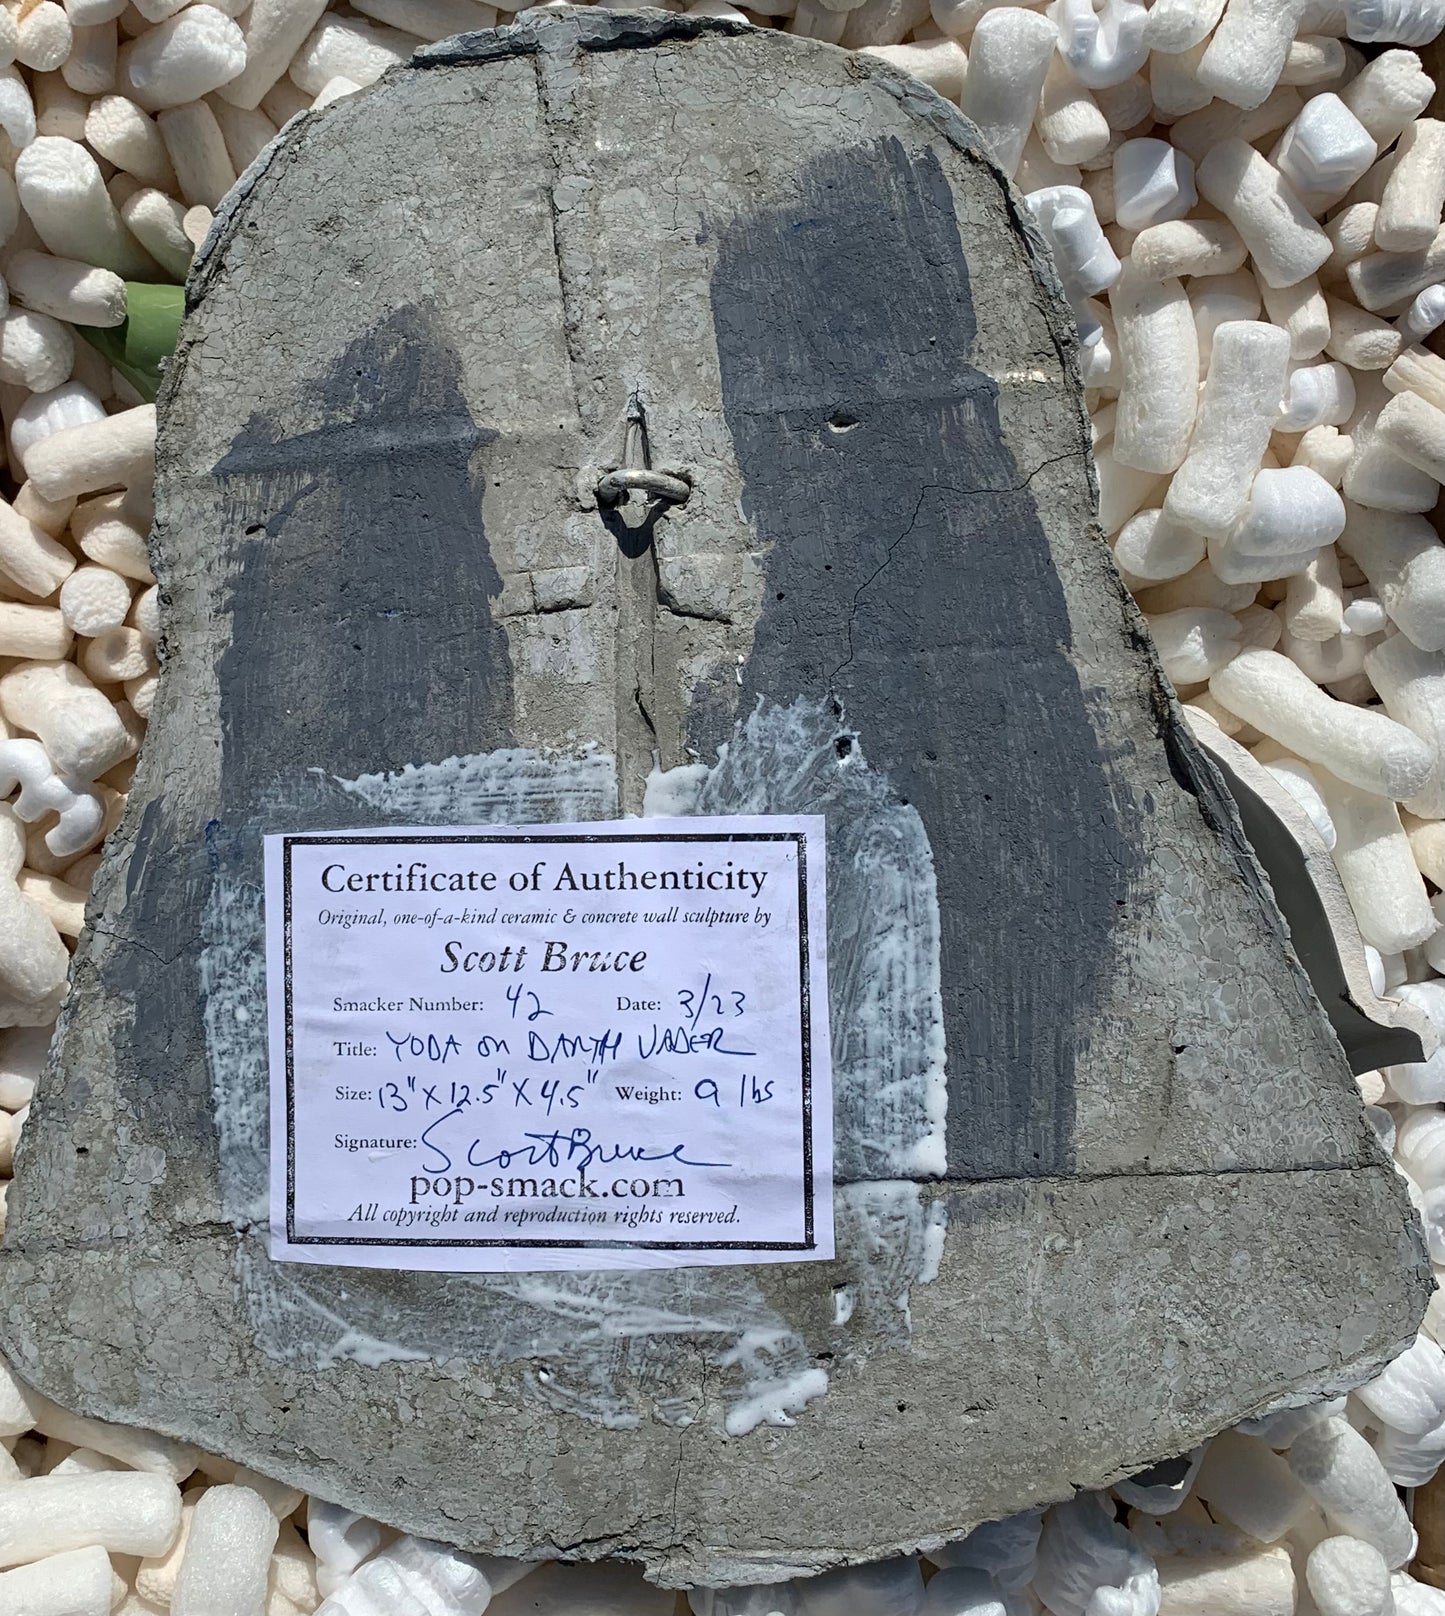 Certificate of Authenticity
Original, one-of-a-kind ceramic & concrete wall sculpture by
Scott Bruce
Smacker Number: 42 Date: 3/23
Title: YODA on DARTH VADER
Size: 13" X 12.5" X 4.5" Weight: 9 lbs
Signature: Scott Bruce
pop-smack.com
All copyright and reproduction rights reserved.